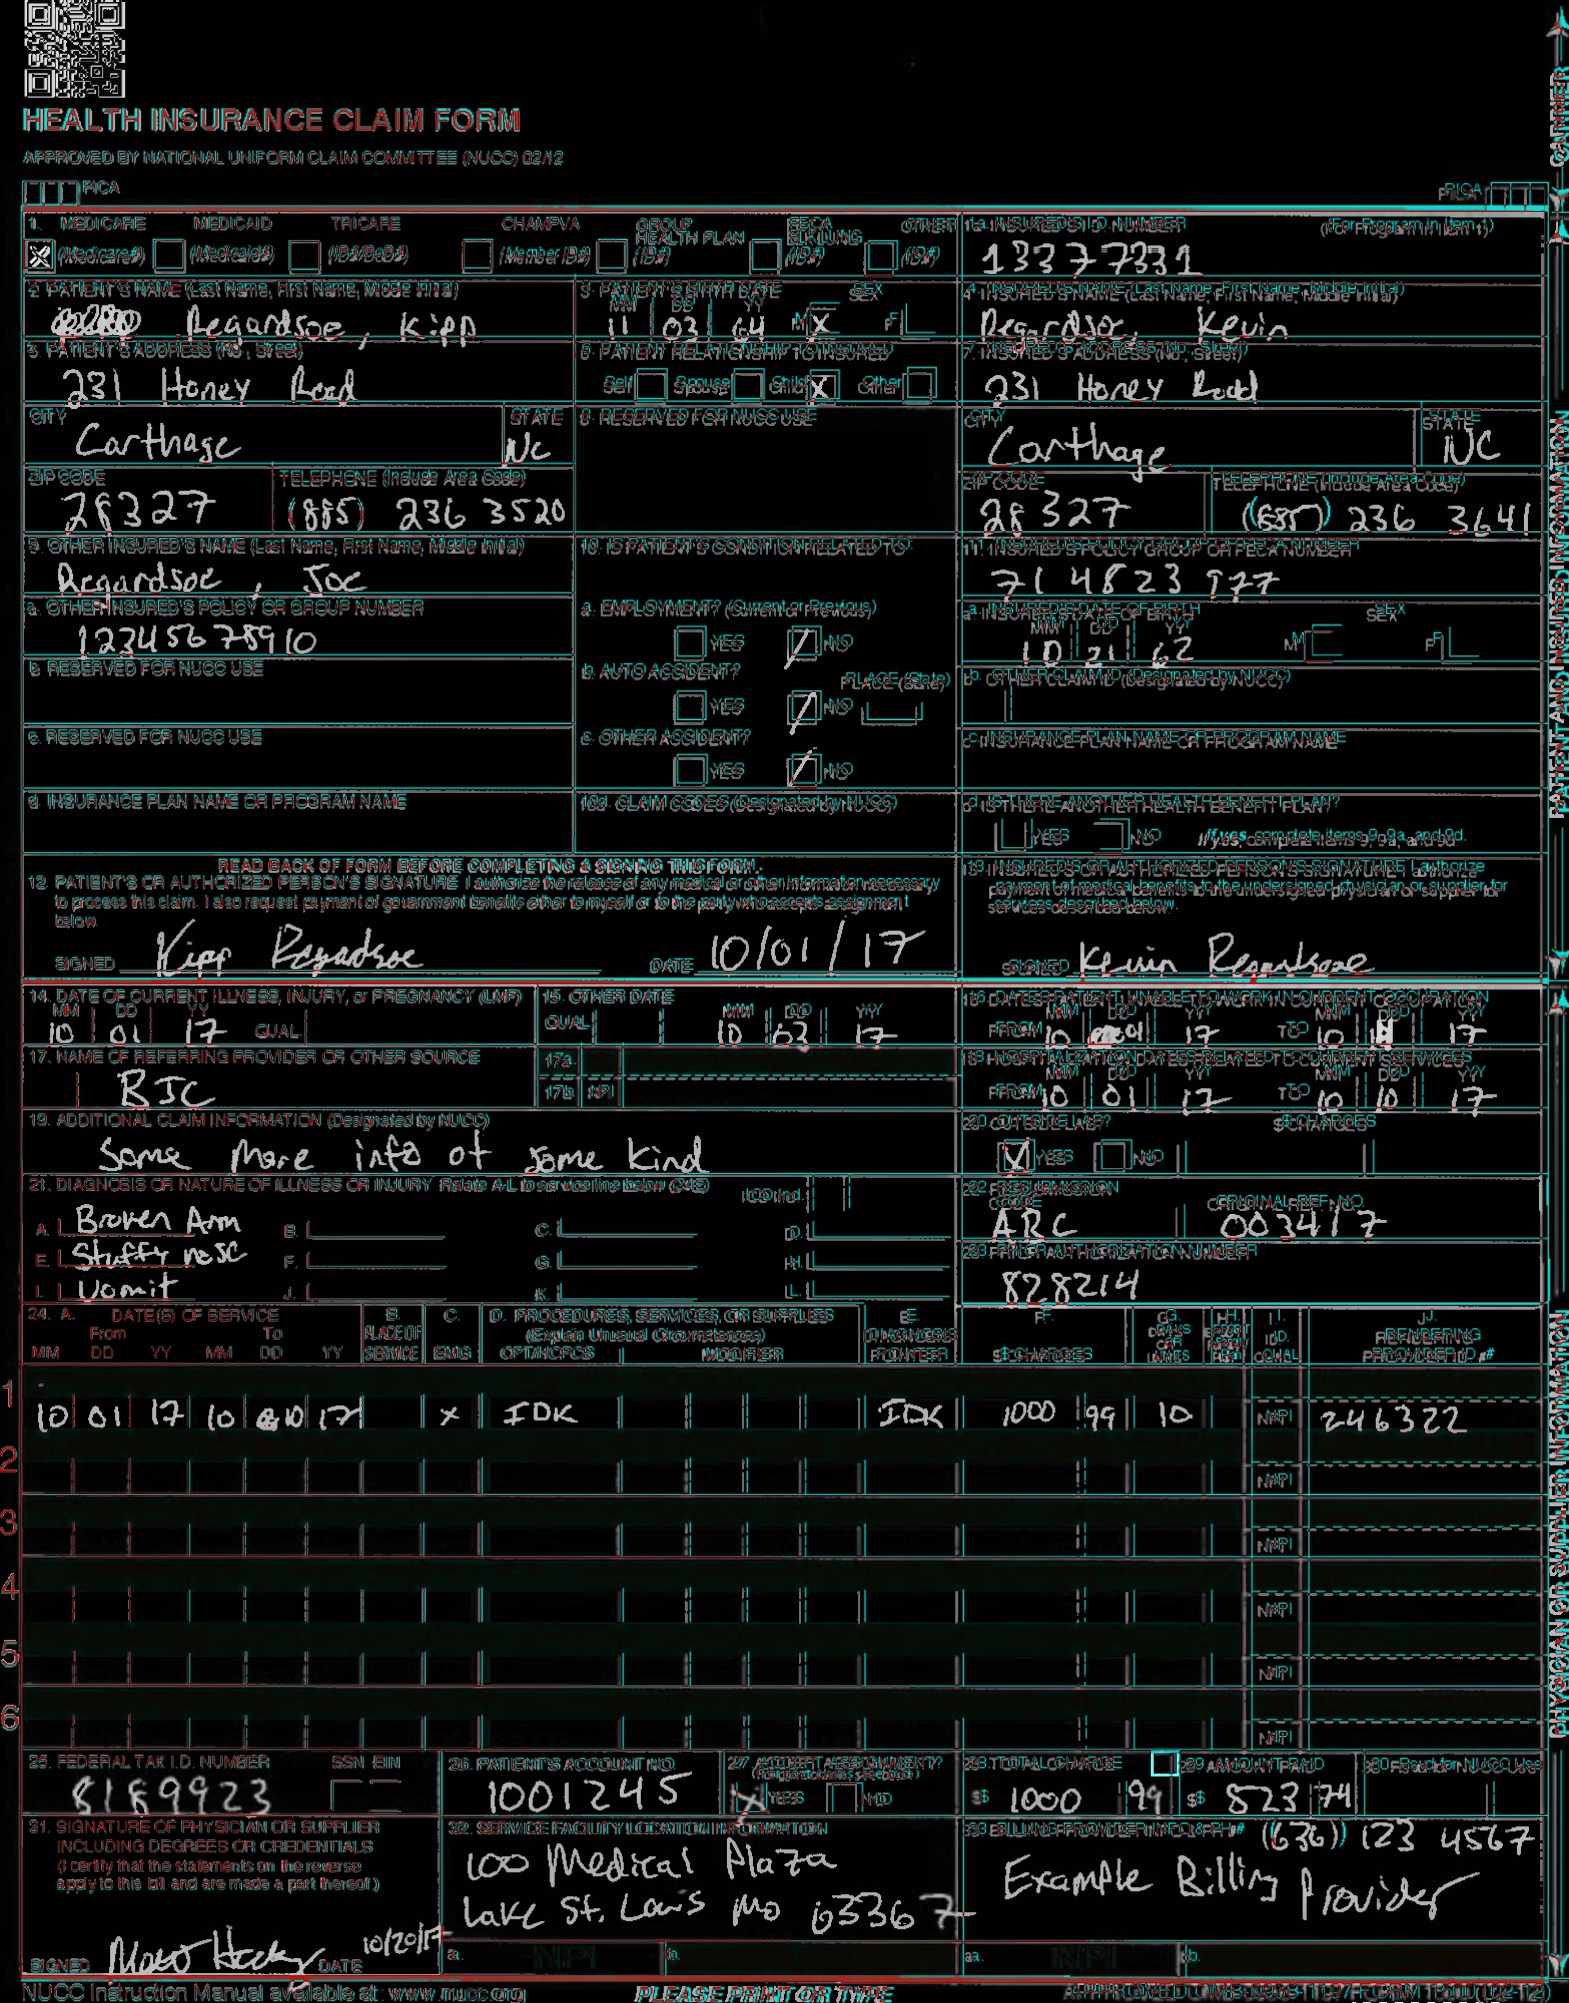 HEALTH INSURANCE CLAIM FORM
APPROVED BY NATIONAL UNIFORM CLAIM COMMITTEE (NUCC) 02/12
PICA
PICA
CARRIER
1. MEDICARE MEDICAID TRICARE CHAMPVA GROUP HEALTH PLAN FECA BLK LUNG OTHER
(Medicare#) (Medicaid#) (ID#/DoD#) (Member ID#) (ID#) (ID#) (ID#)
1a. INSURED'S I.D. NUMBER (For Program in Item 1)
13377331
2. PATIENT'S NAME (Last Name, First Name, Middle Initial)
Regardsoe, Kipp
3. PATIENT'S BIRTH DATE SEX
MM DD YY
11 03 64 M X F
4. INSURED'S NAME (Last Name, First Name, Middle Initial)
Regardsoe, Kevin
5. PATIENT'S ADDRESS (No., Street)
231 Honey Road
6. PATIENT RELATIONSHIP TO INSURED
Self Spouse Child X Other
7. INSURED'S ADDRESS (No., Street)
231 Honey Road
CITY STATE
Carthage NC
8. RESERVED FOR NUCC USE
CITY STATE
Carthage NC
ZIP CODE TELEPHONE (Include Area Code)
28327 (885) 236 3520
ZIP CODE TELEPHONE (Include Area Code)
28327 236 3641
9. OTHER INSURED'S NAME (Last Name, First Name, Middle Initial)
Regardsoe, Joe
10. IS PATIENT'S CONDITION RELATED TO:
11. INSURED'S POLICY GROUP OR FECA NUMBER
71 4823 977
a. OTHER INSURED'S POLICY OR GROUP NUMBER
12345678910
a. EMPLOYMENT? (Current or Previous)
YES NO
a. INSURED'S DATE OF BIRTH SEX
MM DD YY
10 21 62 M F
b. RESERVED FOR NUCC USE
b. AUTO ACCIDENT? PLACE (State)
YES NO
b. OTHER CLAIM ID (Designated by NUCC)
c. RESERVED FOR NUCC USE
c. OTHER ACCIDENT?
YES NO
c. INSURANCE PLAN NAME OR PROGRAM NAME
d. INSURANCE PLAN NAME OR PROGRAM NAME
10d. CLAIM CODES (Designated by NUCC)
d. IS THERE ANOTHER HEALTH BENEFIT PLAN?
YES NO If yes, complete items 9, 9a, and 9d.
READ BACK OF FORM BEFORE COMPLETING & SIGNING THIS FORM.
12. PATIENT'S OR AUTHORIZED PERSON'S SIGNATURE I authorize the release of any medical or other information necessary
to process this claim. I also request payment of government benefits either to myself or to the party who accepts assignment
below.
SIGNED Kipp Regardsoe DATE 10/01/17
13. INSURED'S OR AUTHORIZED PERSON'S SIGNATURE I authorize
payment of medical benefits to the undersigned physician or supplier for
services described below.
SIGNED Kevin Regardsoe
PATIENT AND INSURED INFORMATION
14. DATE OF CURRENT ILLNESS, INJURY, or PREGNANCY (LMP)
MM DD YY
10 01 17 QUAL.
15. OTHER DATE
QUAL. MM DD YY
10 02 17
16. DATES PATIENT UNABLE TO WORK IN CURRENT OCCUPATION
MM DD YY MM DD YY
FROM 10 01 17 TO 10 17
17. NAME OF REFERRING PROVIDER OR OTHER SOURCE
BJC
17a.
17b. NPI
18. HOSPITALIZATION DATES RELATED TO CURRENT SERVICES
MM DD YY MM DD YY
FROM 10 01 17 TO 10 10 17
19. ADDITIONAL CLAIM INFORMATION (Designated by NUCC)
Some more info of some kind
20. OUTSIDE LAB? $ CHARGES
YES NO
21. DIAGNOSIS OR NATURE OF ILLNESS OR INJURY Relate A-L to service line below (24E) ICD Ind.
A. Broken Arm B. C. D.
E. Stuffy nose F. G. H.
I. Vomit J. K. L.
22. RESUBMISSION CODE ORIGINAL REF. NO.
ABC 003417
23. PRIOR AUTHORIZATION NUMBER
828214
24. A. DATE(S) OF SERVICE B. C. D. PROCEDURES, SERVICES, OR SUPPLIES E. F. G. H. I. J.
From To PLACE OF (Explain Unusual Circumstances) DIAGNOSIS DAYS OR ID. RENDERING
MM DD YY MM DD YY SERVICE EMG CPT/HCPCS MODIFIER POINTER $ CHARGES UNITS QUAL. PROVIDER ID. #
1
10 01 17 10 10 17 X IDK IDK 1000 99 10 NPI 246322
2
NPI
3
NPI
4
NPI
5
NPI
6
NPI
PHYSICIAN OR SUPPLIER INFORMATION
25. FEDERAL TAX I.D. NUMBER SSN EIN
8189923
26. PATIENT'S ACCOUNT NO.
1001245
27. ACCEPT ASSIGNMENT?
(For govt. claims, see back)
X YES NO
28. TOTAL CHARGE
$ 1000 99
29. AMOUNT PAID
$ 823 74
30. Rsvd for NUCC Use
31. SIGNATURE OF PHYSICIAN OR SUPPLIER
INCLUDING DEGREES OR CREDENTIALS
(I certify that the statements on the reverse
apply to this bill and are made a part thereof.)
SIGNED DATE 10/20/17
32. SERVICE FACILITY LOCATION INFORMATION
100 Medical Plaza
Lake St. Louis Mo 63367
a. NPI b.
33. BILLING PROVIDER INFO & PH # (636) 123 4567
Example Billing Provider
a. NPI b.
NUCC Instruction Manual available at: www.nucc.org
PLEASE PRINT OR TYPE
APPROVED OMB-0938-1197 FORM 1500 (02-12)